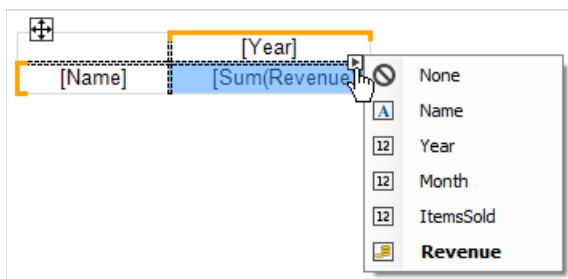 [Year]
[Name] [Sum(Revenue
None
A Name
12 Year
12 Month
12 ItemsSold
Revenue